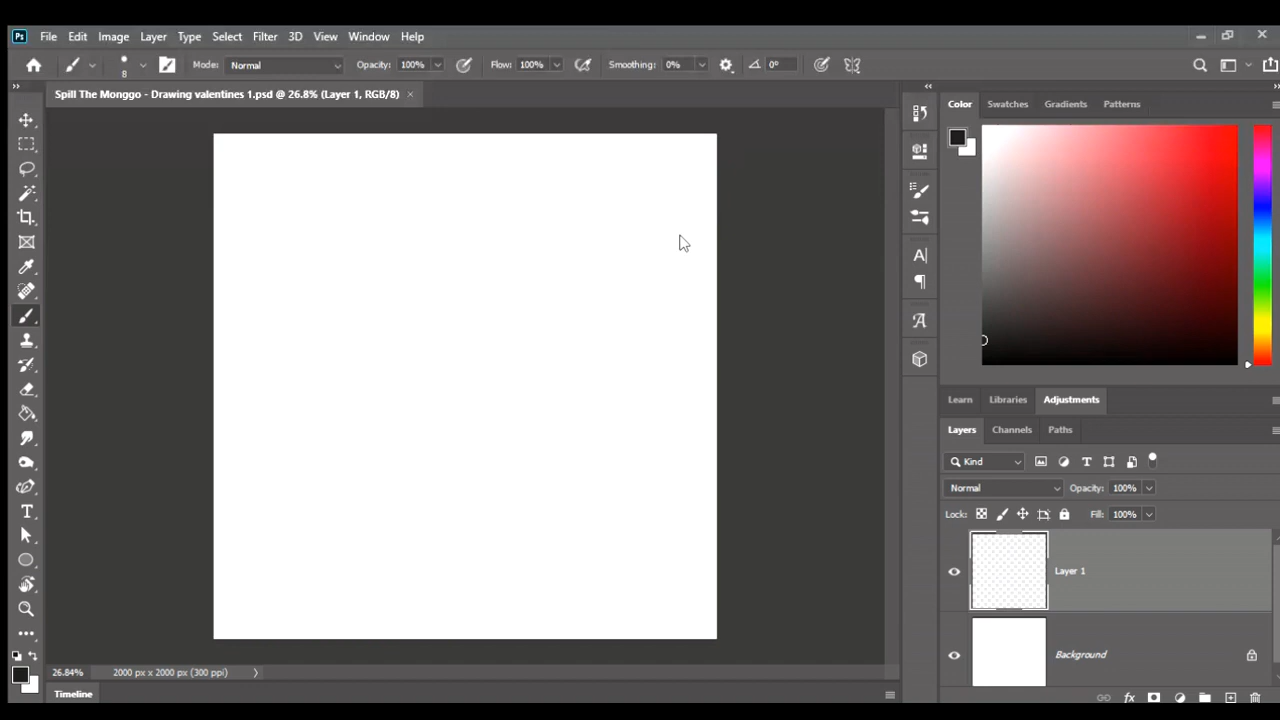 Ps File Edit Image Layer Type Select Filter 3D View Window Help
8 Mode: Normal Opacity: 100% Flow: 100% Smoothing: 0% 0°
Spill The Monggo - Drawing valentines 1.psd @ 26.8% (Layer 1, RGB/8) ×
Color Swatches Gradients Patterns
Learn Libraries Adjustments
Layers Channels Paths
Kind
Normal Opacity: 100%
Lock: Fill: 100%
Layer 1
Background
26.84% 2000 px x 2000 px (300 ppi)
Timeline